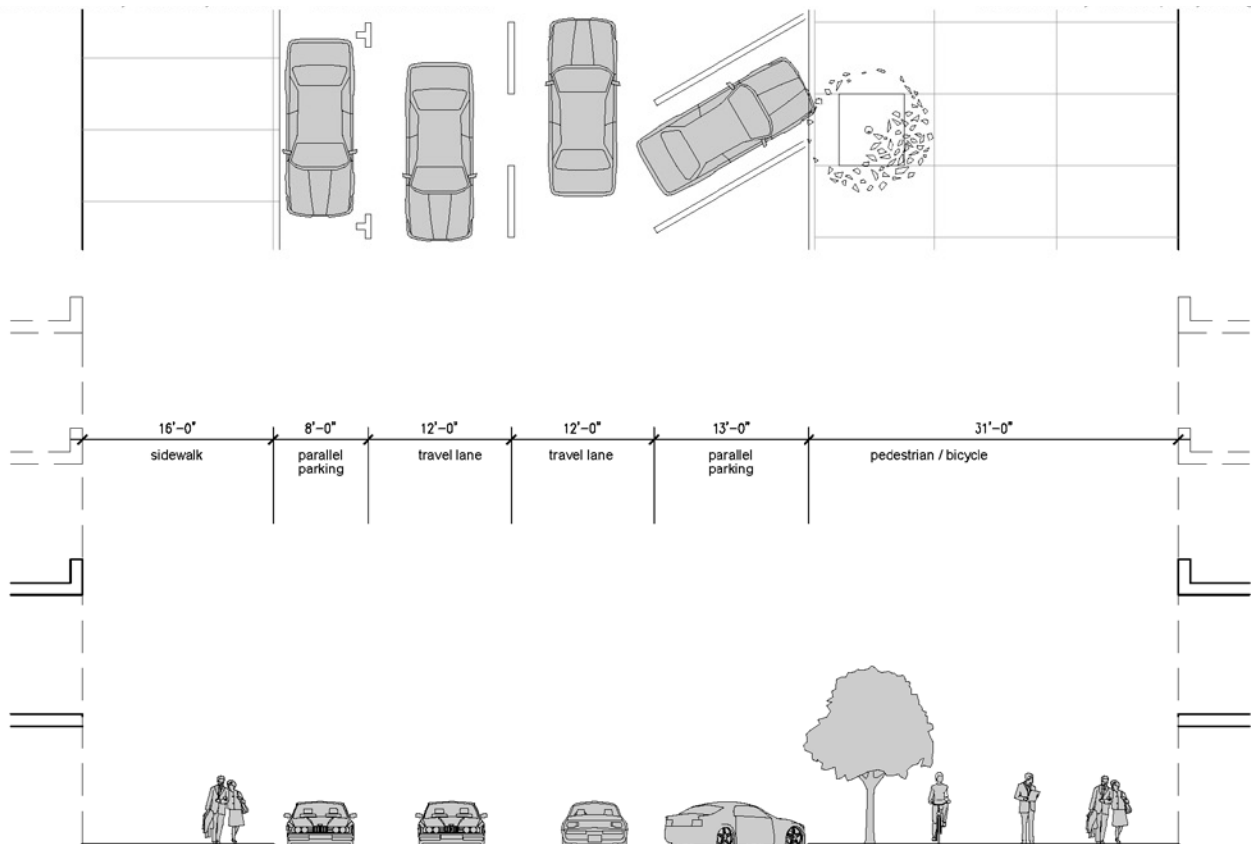 16'-0"
8'-0"
12'-0"
12'-0"
13'-0"
31'-0"
sidewalk
parallel
parking
travel lane
travel lane
parallel
parking
pedestrian / bicycle